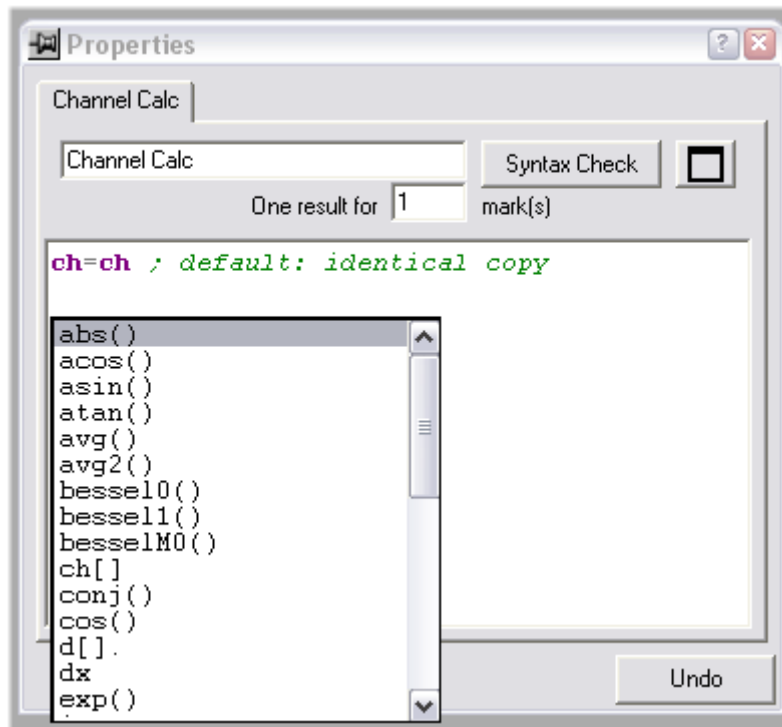 Properties
Channel Calc
Channel Calc
Syntax Check
One result for 1 mark(s)
ch=ch ; default: identical copy
abs()
acos()
asin()
atan()
avg()
avg2()
bessel0()
bessel1()
besselM0()
ch[]
conj()
cos()
d[].
dx
exp()
Undo